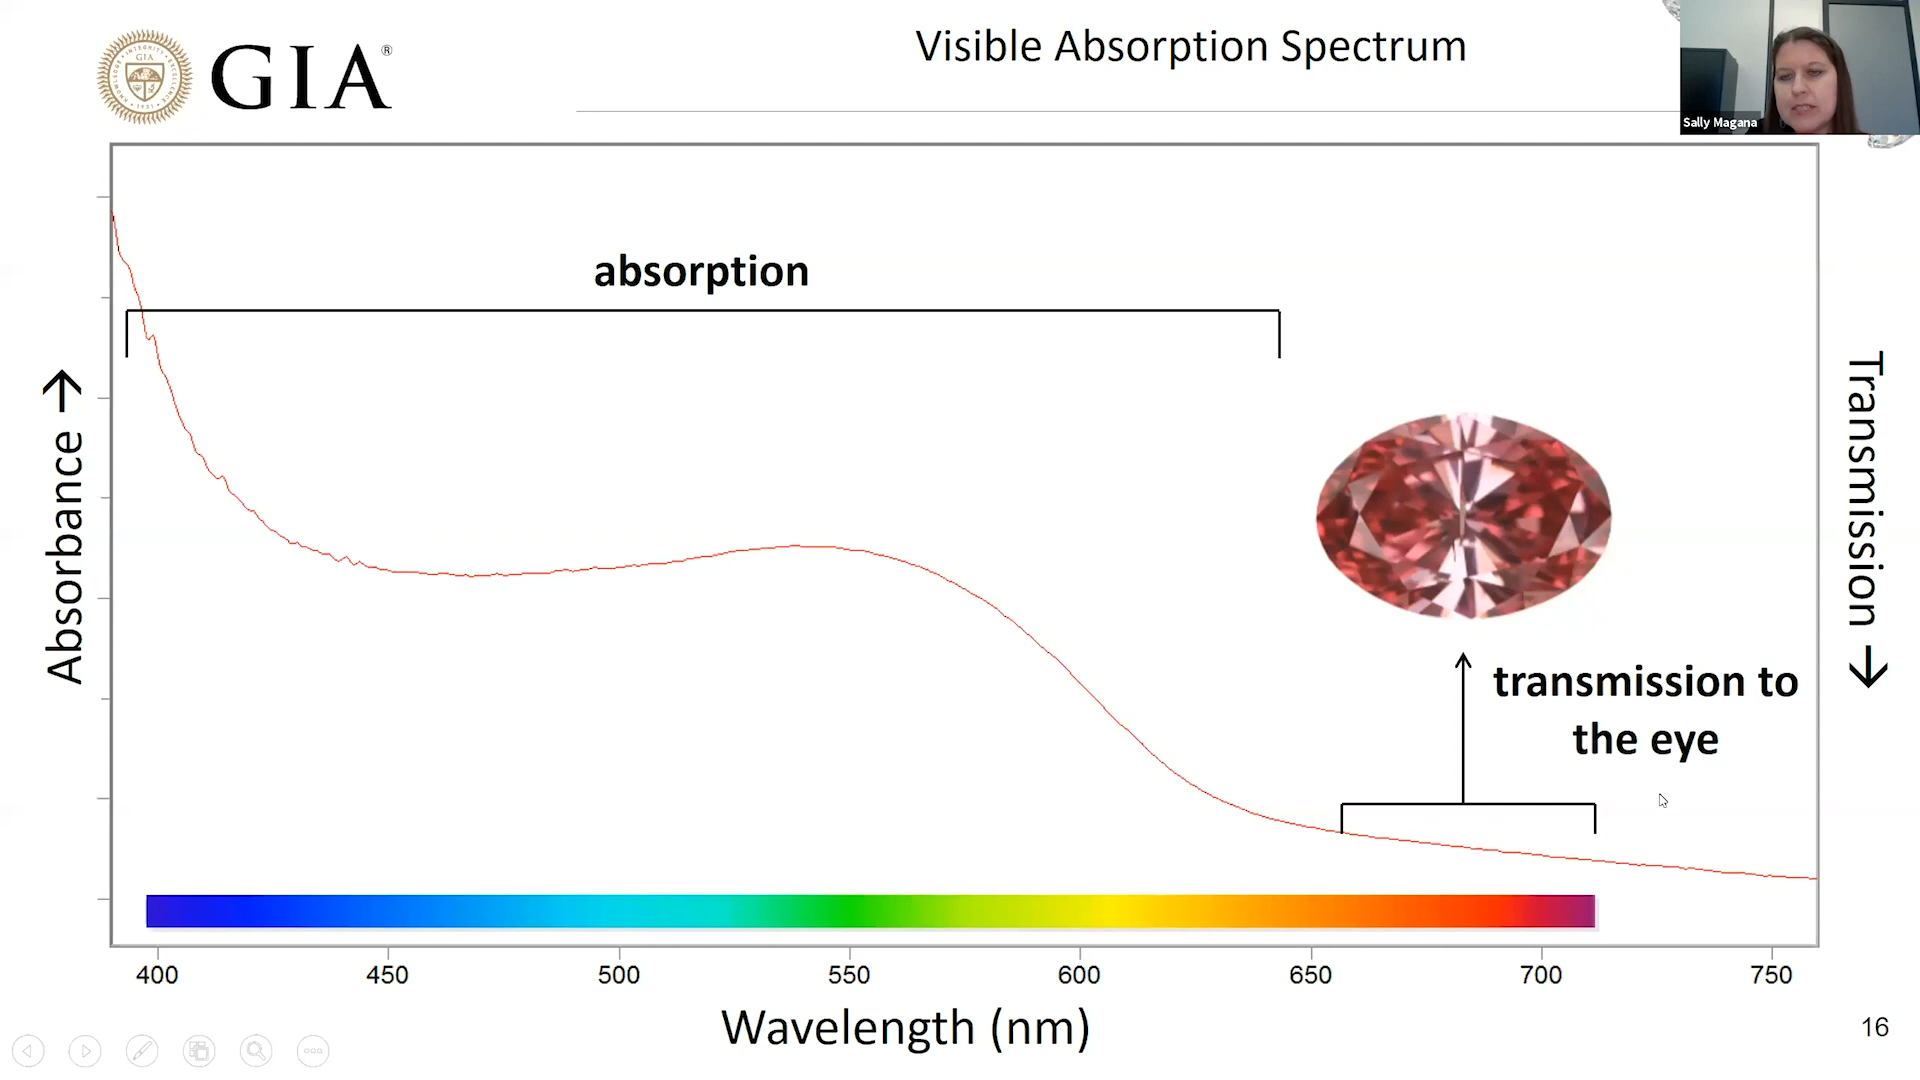 GIA®
Visible Absorption Spectrum
Sally Magana
absorption
Absorbance →
Transmission →
transmission to
the eye
400 450 500 550 600 650 700 750
Wavelength (nm)
16